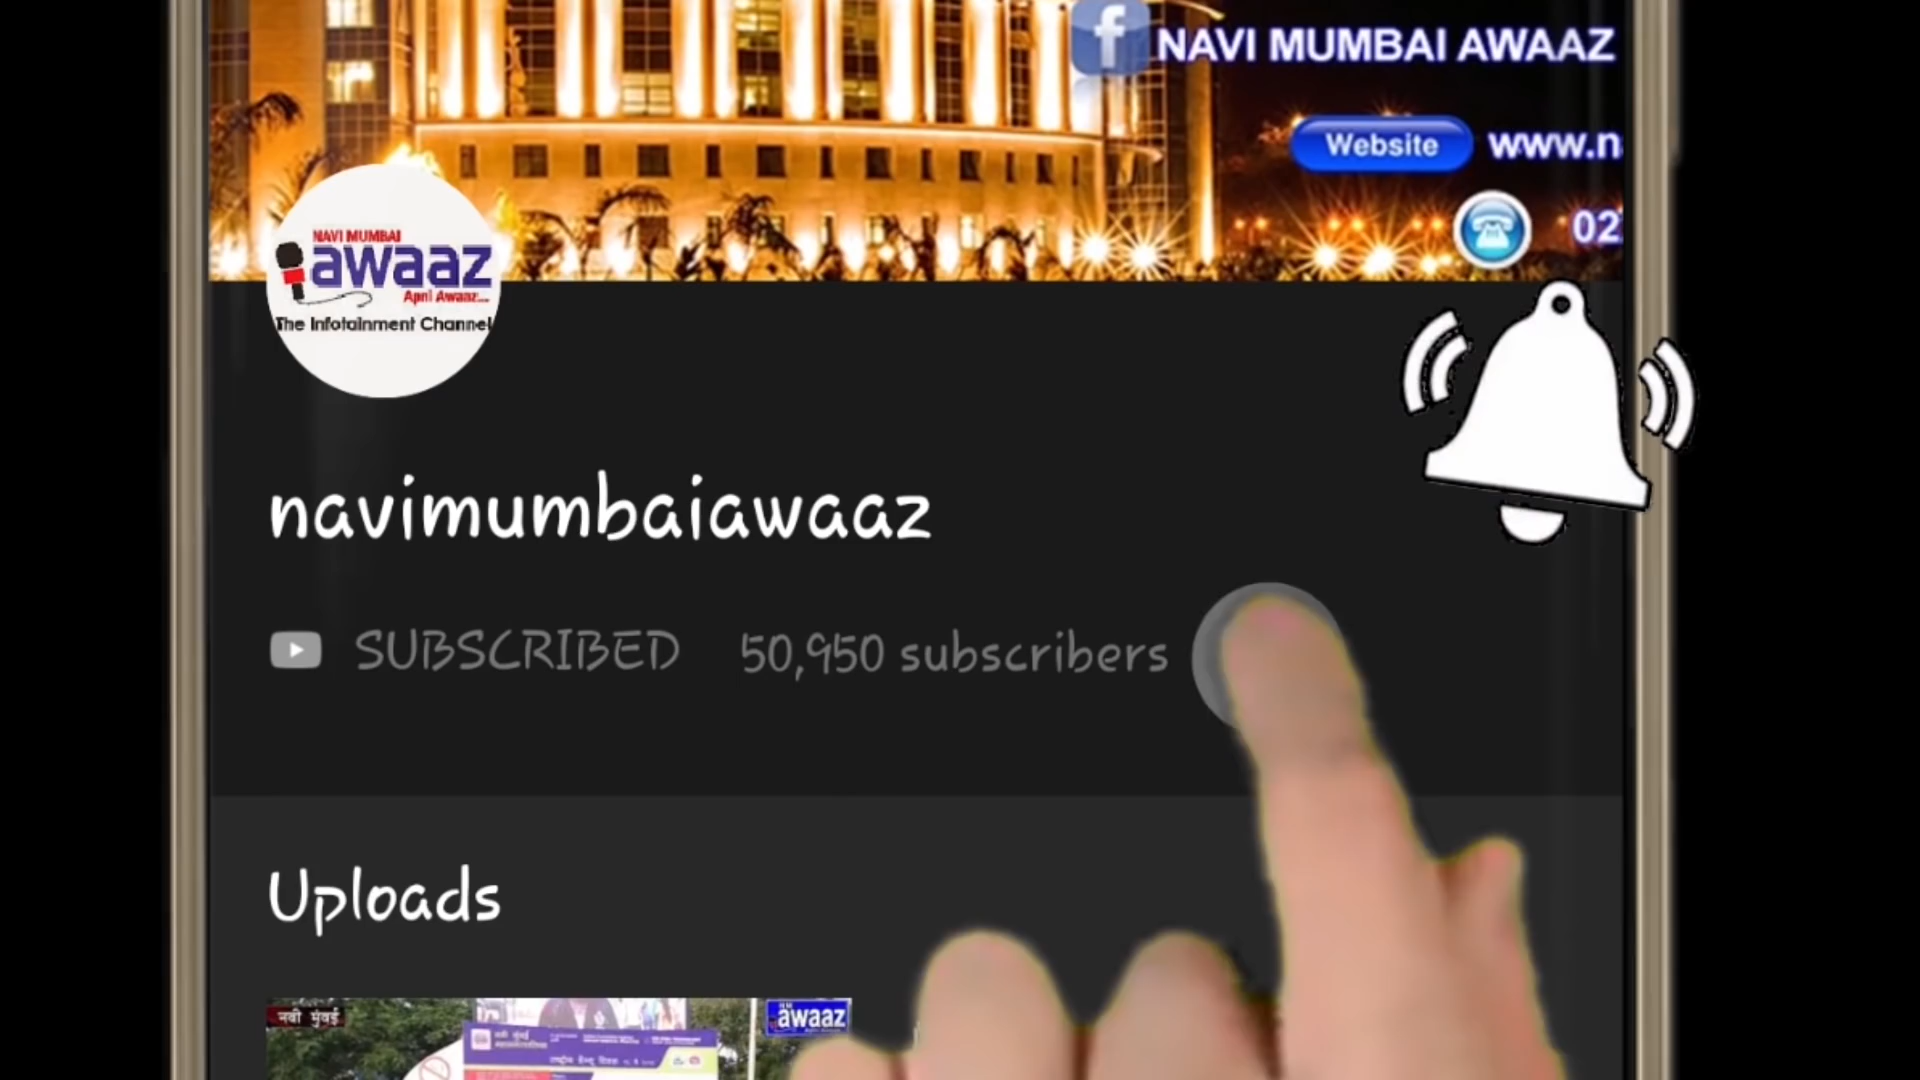 NAVI MUMBAI AWAAZ
Website www.n
02
NAVI MUMBAI
awaaz
Apni Awaaz....
The Infotainment Channel
navimumbaiawaaz
SUBSCRIBED 50,950 subscribers
Uploads
नवी मुंबई
awaaz